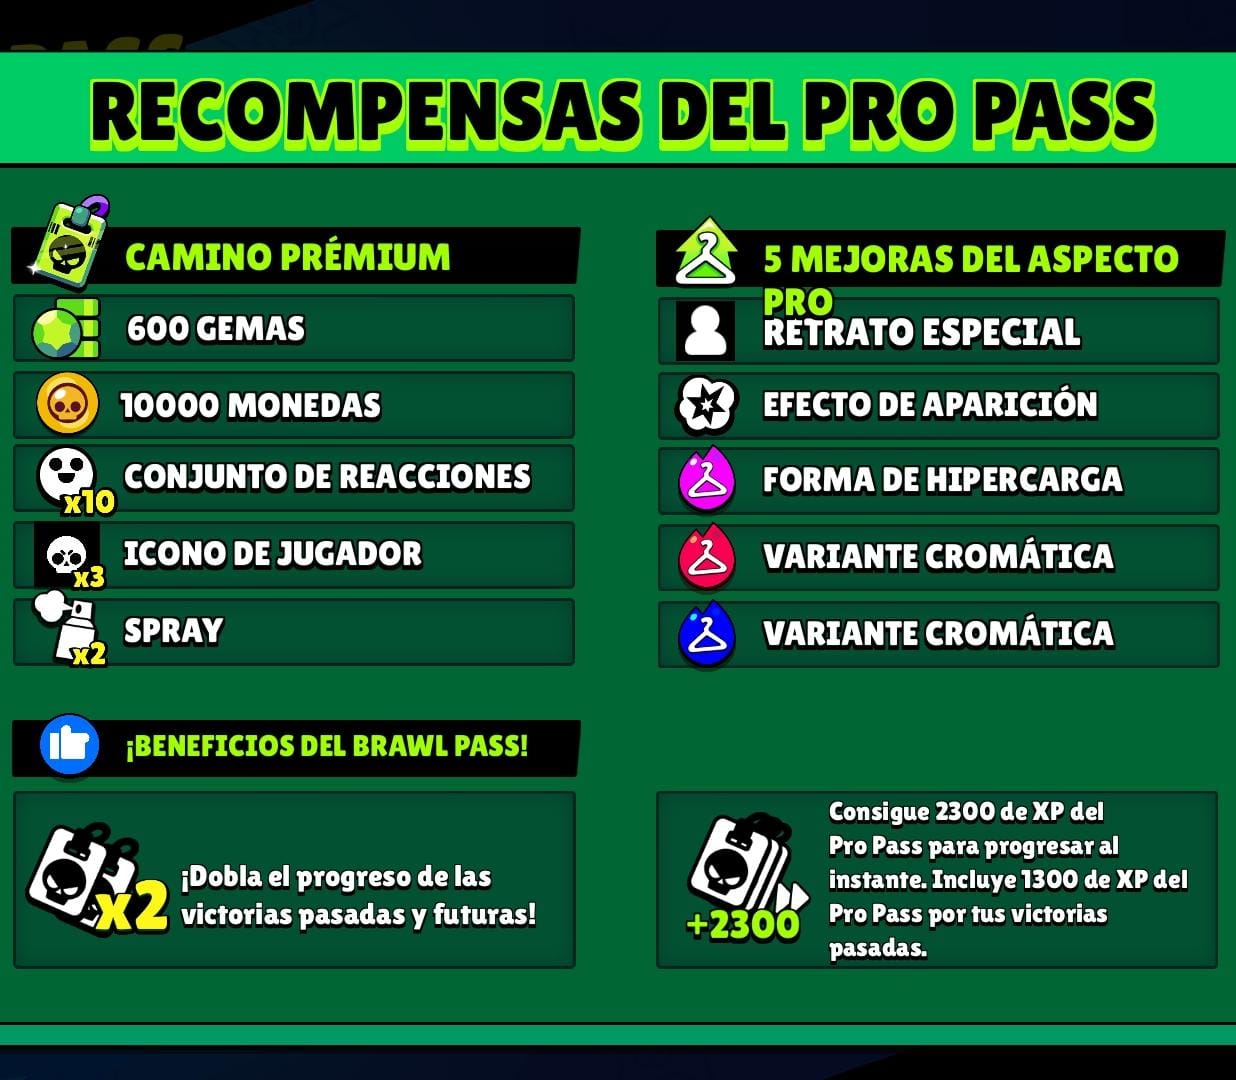 PASS
RECOMPENSAS DEL PRO PASS
CAMINO PRÉMIUM
600 GEMAS
10000 MONEDAS
CONJUNTO DE REACCIONES
x10
ICONO DE JUGADOR
x3
SPRAY
x2
5 MEJORAS DEL ASPECTO
PRO
RETRATO ESPECIAL
EFECTO DE APARICIÓN
FORMA DE HIPERCARGA
VARIANTE CROMÁTICA
VARIANTE CROMÁTICA
¡BENEFICIOS DEL BRAWL PASS!
x2
¡Dobla el progreso de las
victorias pasadas y futuras!
+2300
Consigue 2300 de XP del
Pro Pass para progresar al
instante. Incluye 1300 de XP del
Pro Pass por tus victorias
pasadas.